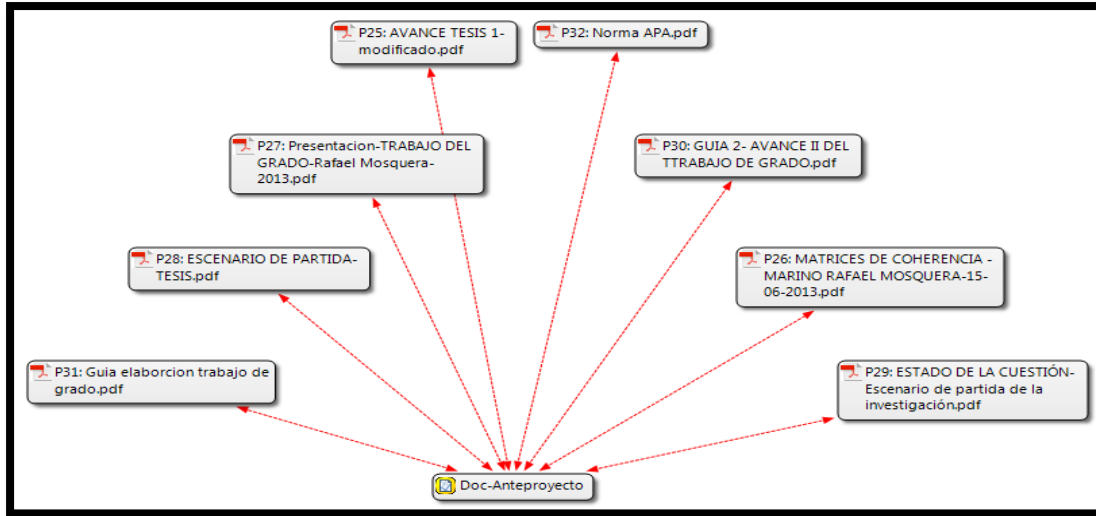 P25: AVANCE TESIS 1-
modificado.pdf
P32: Norma APA.pdf
P27: Presentacion-TRABAJO DEL
GRADO-Rafael Mosquera-
2013.pdf
P30: GUIA 2- AVANCE II DEL
TTRABAJO DE GRADO.pdf
P28: ESCENARIO DE PARTIDA-
TESIS.pdf
P26: MATRICES DE COHERENCIA -
MARINO RAFAEL MOSQUERA-15-
06-2013.pdf
P31: Guia elaborcion trabajo de
grado.pdf
P29: ESTADO DE LA CUESTIÓN-
Escenario de partida de la
investigación.pdf
Doc-Anteproyecto